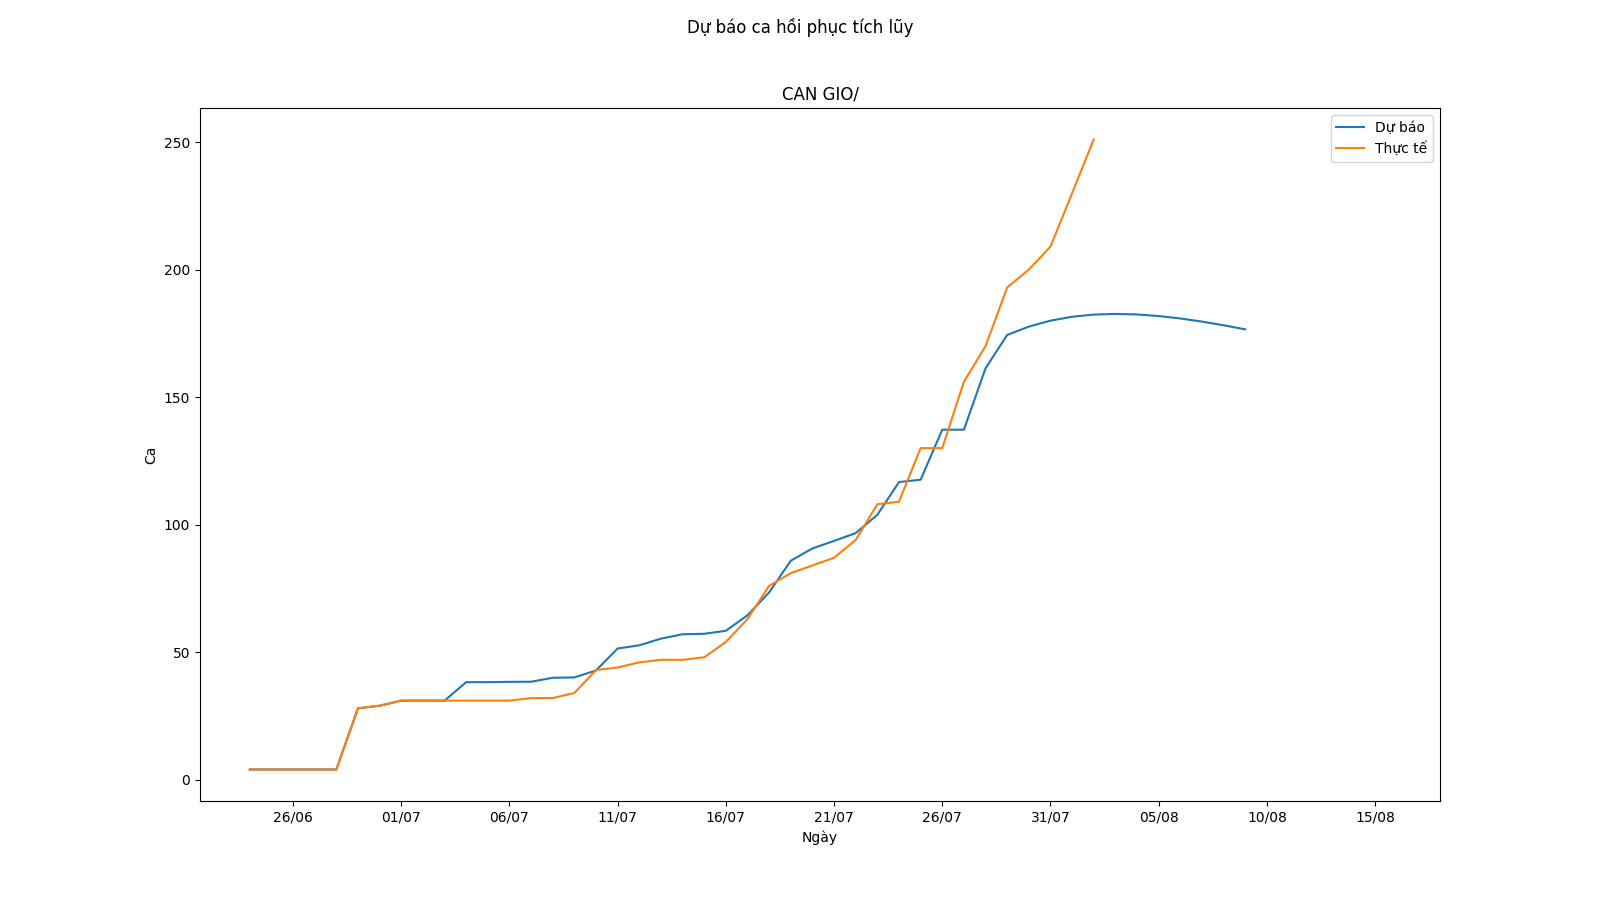 Dự báo ca hồi phục tích lũy
CAN GIO/
Dự báo
Thực tế
250
200
150
100
50
0
Ca
26/06
01/07
06/07
11/07
16/07
21/07
26/07
31/07
05/08
10/08
15/08
Ngày